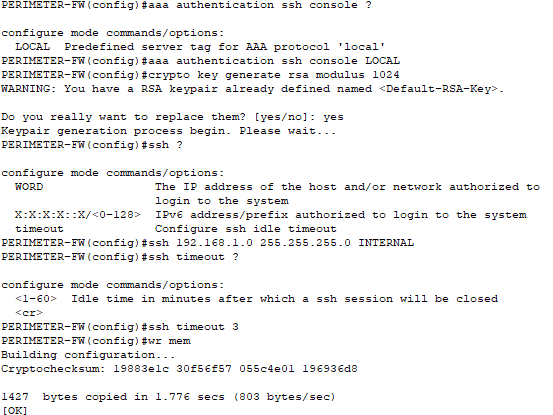 PERIMETER-FW(config)#aaa authentication ssh console ?
configure mode commands/options:
LOCAL  Predefined server tag for AAA protocol 'local'
PERIMETER-FW(config)#aaa authentication ssh console LOCAL
PERIMETER-FW(config)#crypto key generate rsa modulus 1024
WARNING: You have a RSA keypair already defined named <Default-RSA-Key>.
Do you really want to replace them? [yes/no]: yes
Keypair generation process begin. Please wait...
PERIMETER-FW(config)#ssh ?
configure mode commands/options:
WORD                 The IP address of the host and/or network authorized to
login to the system
X:X:X:X::X/<0-128>  IPv6 address/prefix authorized to login to the system
timeout              Configure ssh idle timeout
PERIMETER-FW(config)#ssh 192.168.1.0 255.255.255.0 INTERNAL
PERIMETER-FW(config)#ssh timeout ?
configure mode commands/options:
<1-60>  Idle time in minutes after which a ssh session will be closed
<cr>
PERIMETER-FW(config)#ssh timeout 3
PERIMETER-FW(config)#wr mem
Building configuration...
Cryptochecksum: 19883e1c 30f56f57 055c4e01 196936d8
1427  bytes copied in 1.776 secs (803 bytes/sec)
[OK]